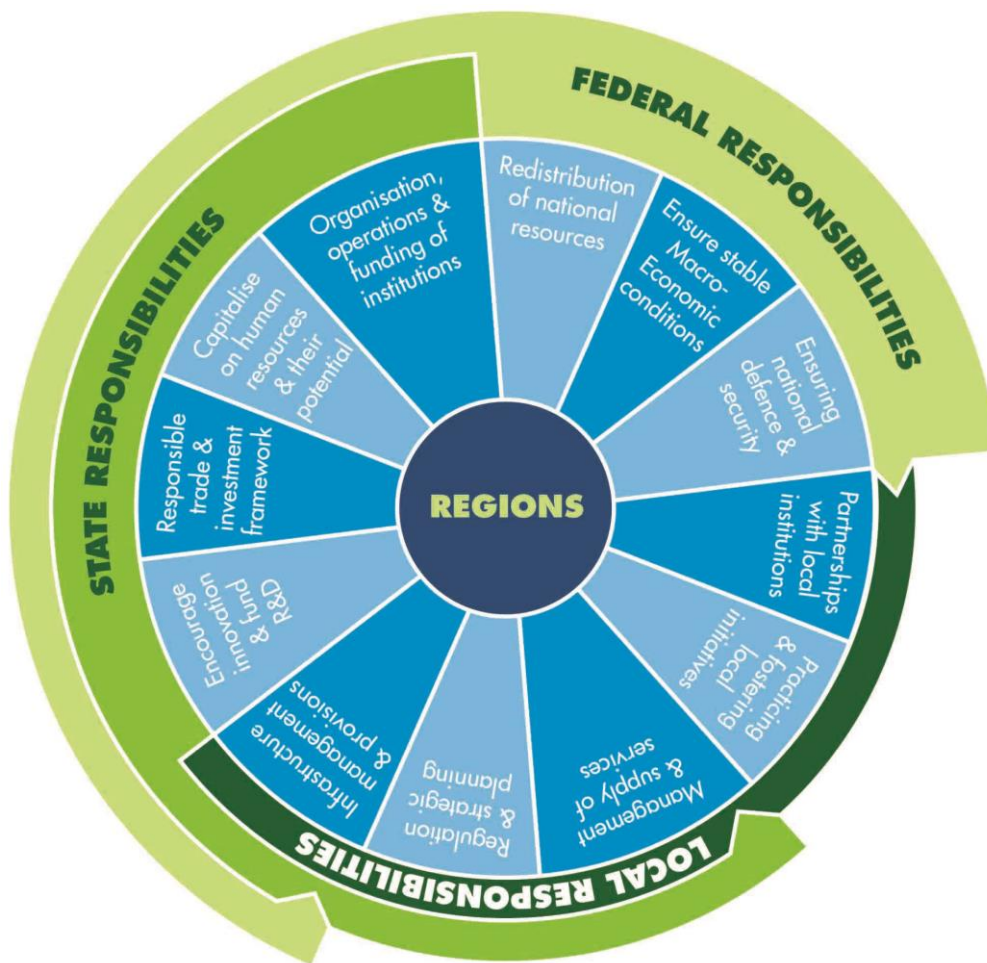 FEDERAL RESPONSIBILITIES
STATE RESPONSIBILITIES
LOCAL RESPONSIBILITIES
REGIONS
Redistribution
of national
resources
Ensure stable
Macro-
Economic
conditions
Ensuring
national
defence &
security
Partnerships
with local
institutions
Practicing
& fostering
local
initiatives
Management
& supply of
services
Regulation
& strategic
planning
Infrastructure
management
& provisions
Encourage
innovation
& fund
R&D
Responsible
trade &
investment
framework
Capitalise
on human
resources
& their
potential
Organisation,
operations &
funding of
institutions